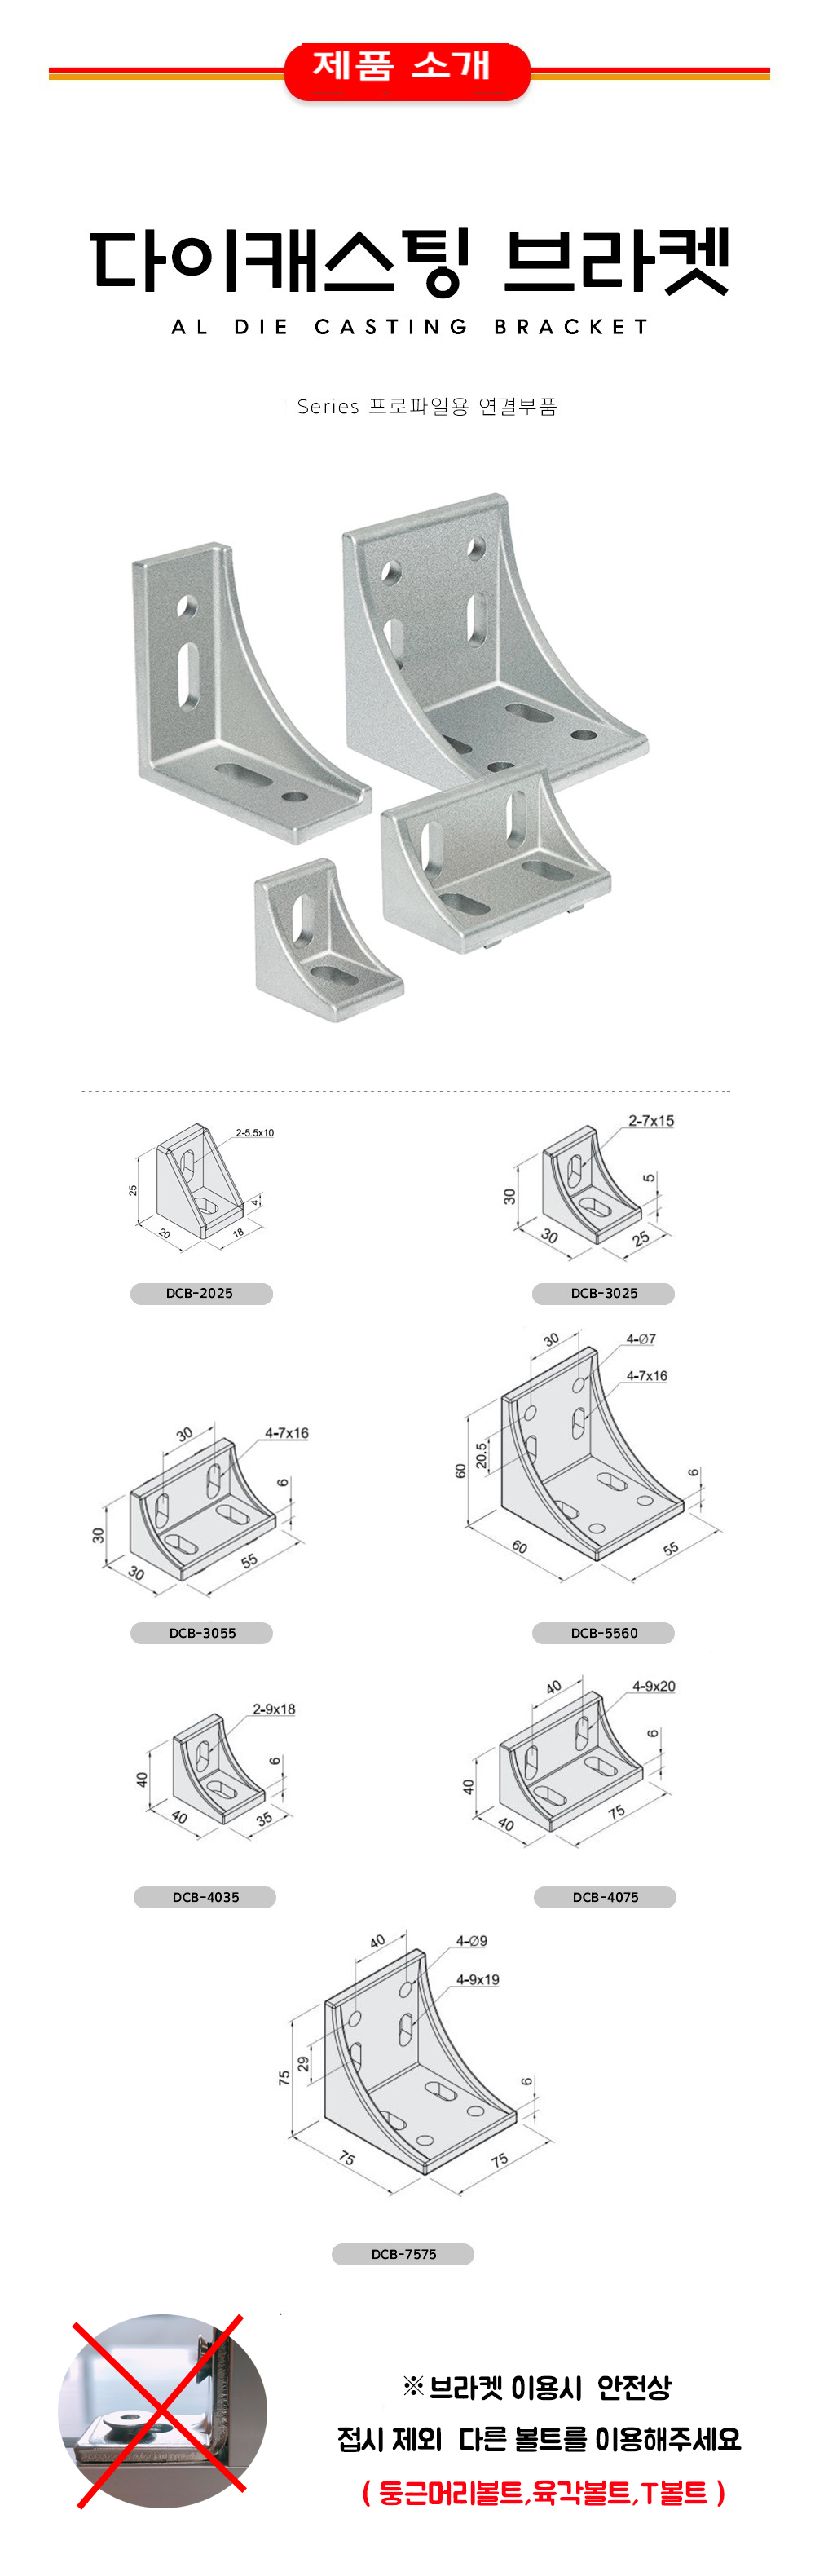 제품 소개
다이캐스팅 브라켓
AL DIE CASTING BRACKET
Series 프로파일용 연결부품
2-5.5x10
25
4
20
18
DCB-2025
2-7x15
30
5
30
25
DCB-3025
30
4-7x16
6
30
30
55
DCB-3055
30
4-Ø7
4-7x16
60
20.5
6
60
55
DCB-5560
2-9x18
40
6
40
35
DCB-4035
40
4-9x20
6
40
40
75
DCB-4075
40
4-Ø9
4-9x19
75
29
6
75
75
DCB-7575
※브라켓 이용시 안전상
접시 제외 다른 볼트를 이용해주세요
( 둥근머리볼트,육각볼트,T볼트 )